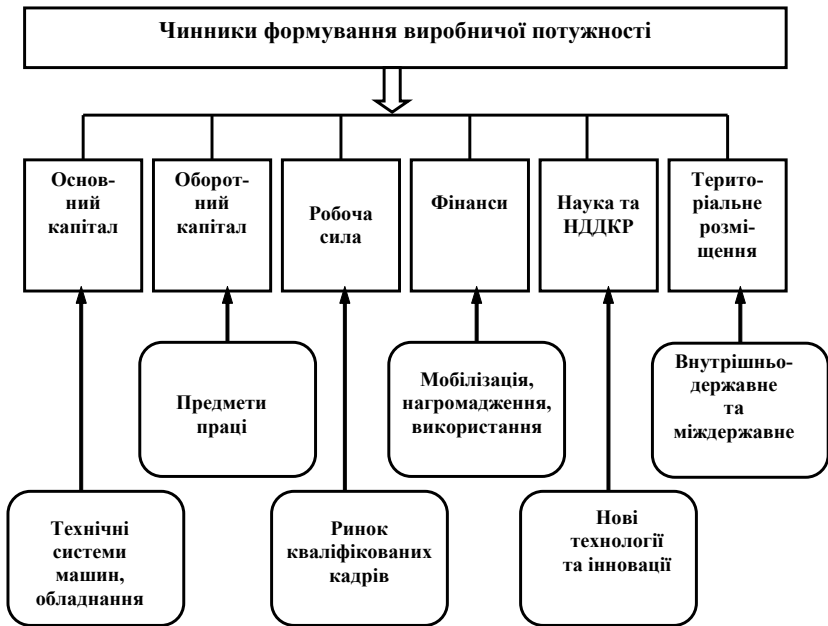 Чинники формування виробничої потужності
Основ-
ний
капітал
Оборот-
ний
капітал
Робоча
сила
Фінанси
Наука та
НДДКР
Терито-
ріальне
розмі-
щення
Предмети
праці
Мобілізація,
нагромадження,
використання
Внутрішньо-
державне
та
міждержавне
Технічні
системи
машин,
обладнання
Ринок
кваліфікованих
кадрів
Нові
технології
та інновації